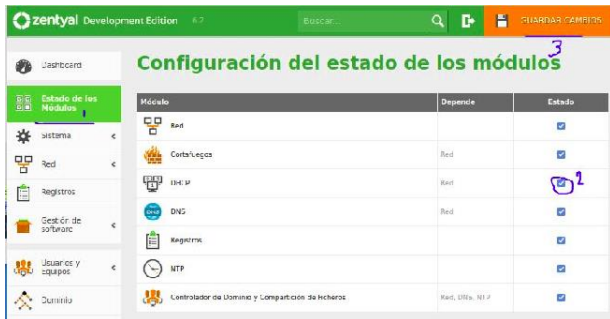 zentyal Development Edition 6.2
Buscar...
GUARDAR CAMBIOS
3
Dashboard
Configuración del estado de los módulos
Estado de los
Módulos
1
Módulo Depende Estado
Sistema
Red
Red
Cortafuegos Red
Registros
DHCP Red
2
DNS Red
Gestión de
software
Registros
Usuarios y
Equipos
NTP
Dominio
Controlador de Dominio y Compartición de Ficheros Red, DNS, NTP